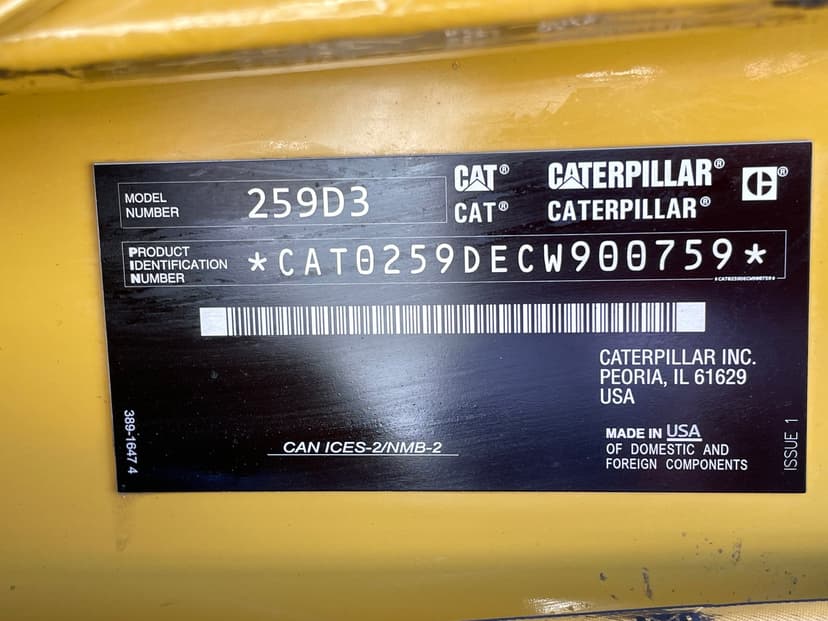 MODEL NUMBER 259D3
CAT® CATERPILLAR®
CAT® CATERPILLAR®
PRODUCT
IDENTIFICATION
NUMBER
*CAT0259DECW900759*
*CAT0259DECW900759*
CATERPILLAR INC.
PEORIA, IL 61629
USA
389-1647 4
CAN ICES-2/NMB-2
MADE IN USA
OF DOMESTIC AND
FOREIGN COMPONENTS
ISSUE 1